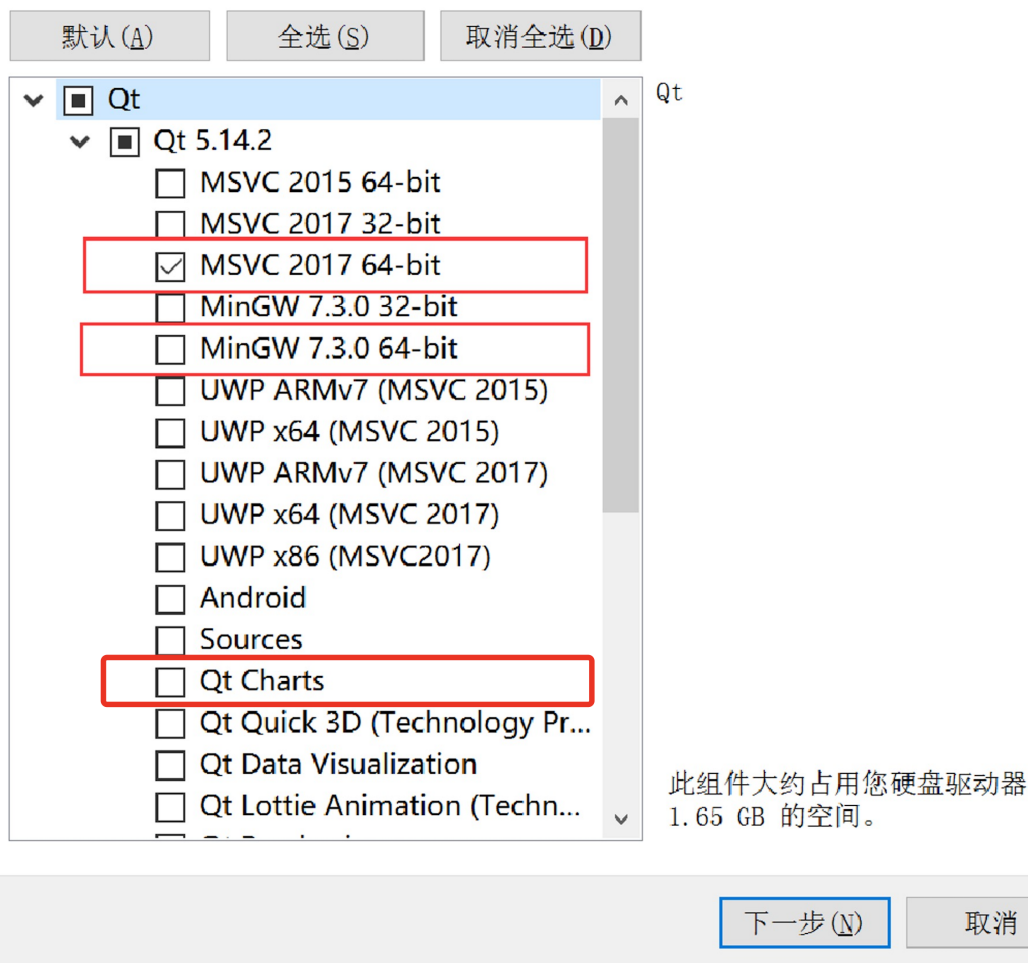 默认(A)
全选(S)
取消全选(D)
Qt
Qt
Qt 5.14.2
MSVC 2015 64-bit
MSVC 2017 32-bit
MSVC 2017 64-bit
MinGW 7.3.0 32-bit
MinGW 7.3.0 64-bit
UWP ARMv7 (MSVC 2015)
UWP x64 (MSVC 2015)
UWP ARMv7 (MSVC 2017)
UWP x64 (MSVC 2017)
UWP x86 (MSVC2017)
Android
Sources
Qt Charts
Qt Quick 3D (Technology Pr...
Qt Data Visualization
Qt Lottie Animation (Techn...
此组件大约占用您硬盘驱动器
1.65 GB 的空间。
下一步(N)
取消